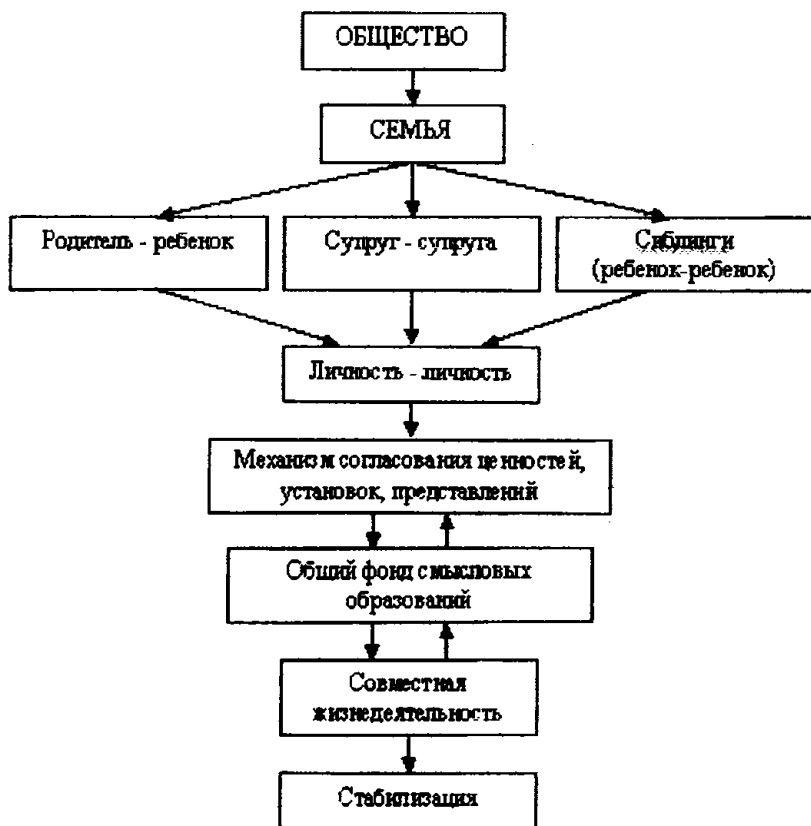 ОБЩЕСТВО
СЕМЬЯ
Родитель - ребенок
Супруг - супруга
Сиблинги
(ребенок-ребенок)
Личность - личность
Механизм согласования ценностей,
установок, представлений
Общий фонд смысловых
образований
Совместная
жизнедеятельность
Стабилизация